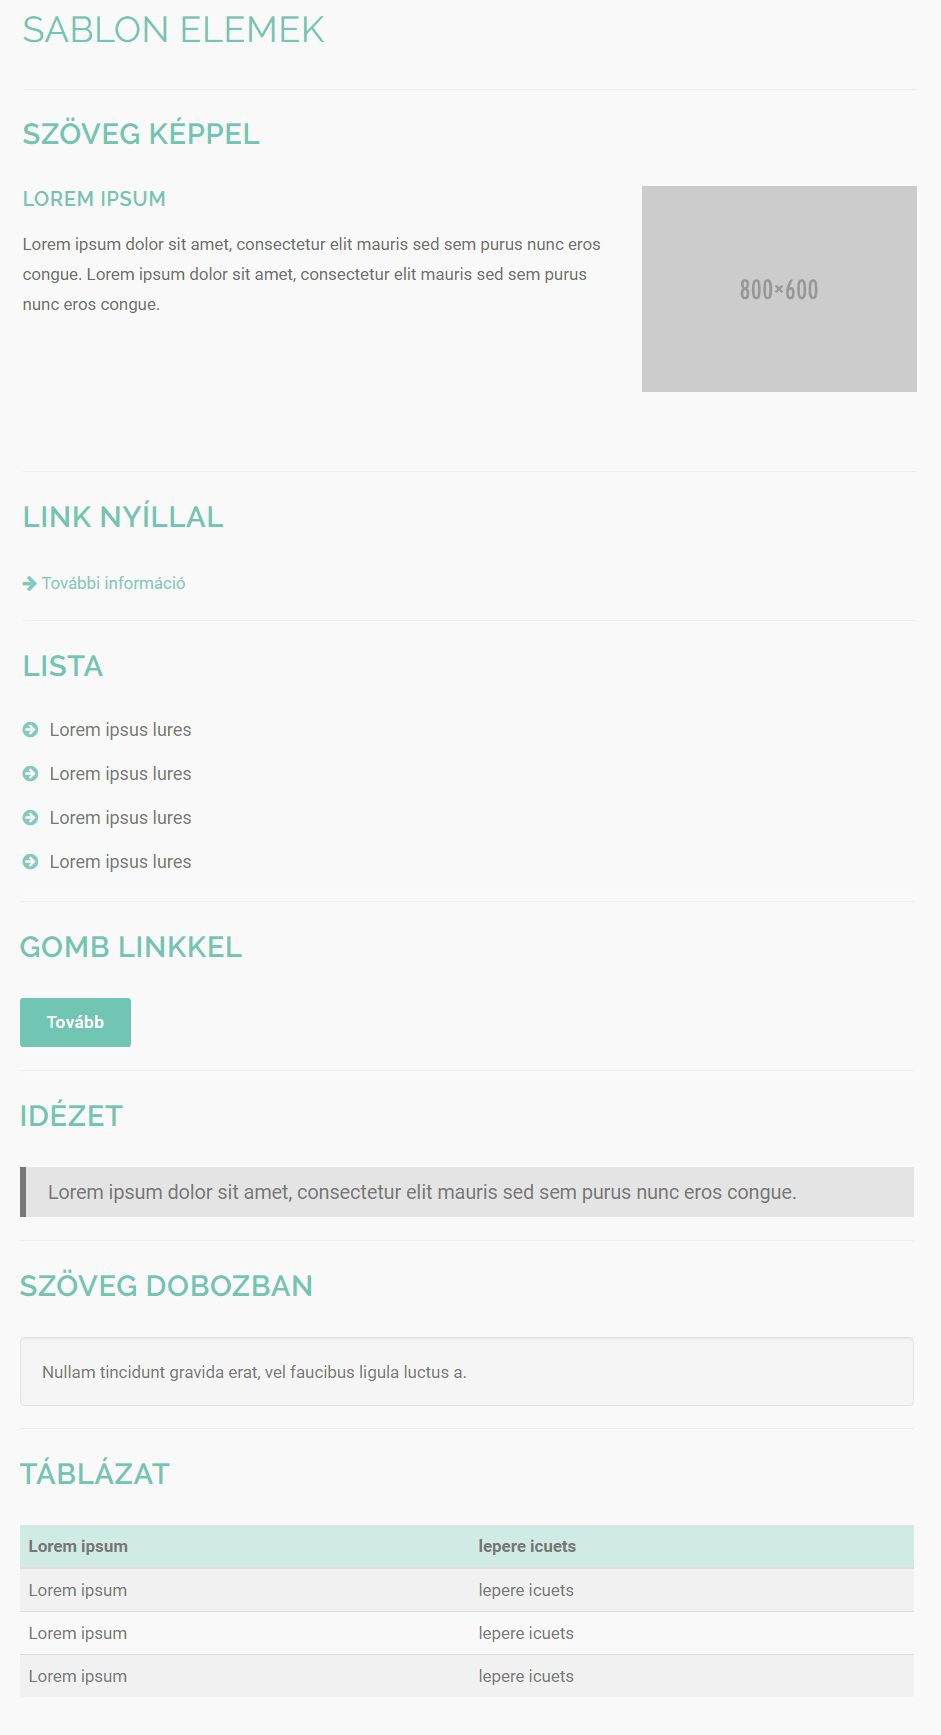 SABLON ELEMEK
SZÖVEG KÉPPEL
LOREM IPSUM
Lorem ipsum dolor sit amet, consectetur elit mauris sed sem purus nunc eros
congue. Lorem ipsum dolor sit amet, consectetur elit mauris sed sem purus
nunc eros congue.
800×600
LINK NYÍLLAL
További információ
LISTA
Lorem ipsus lures
Lorem ipsus lures
Lorem ipsus lures
Lorem ipsus lures
GOMB LINKKEL
Tovább
IDÉZET
Lorem ipsum dolor sit amet, consectetur elit mauris sed sem purus nunc eros congue.
SZÖVEG DOBOZBAN
Nullam tincidunt gravida erat, vel faucibus ligula luctus a.
TÁBLÁZAT
Lorem ipsum lepere icuets
Lorem ipsum lepere icuets
Lorem ipsum lepere icuets
Lorem ipsum lepere icuets